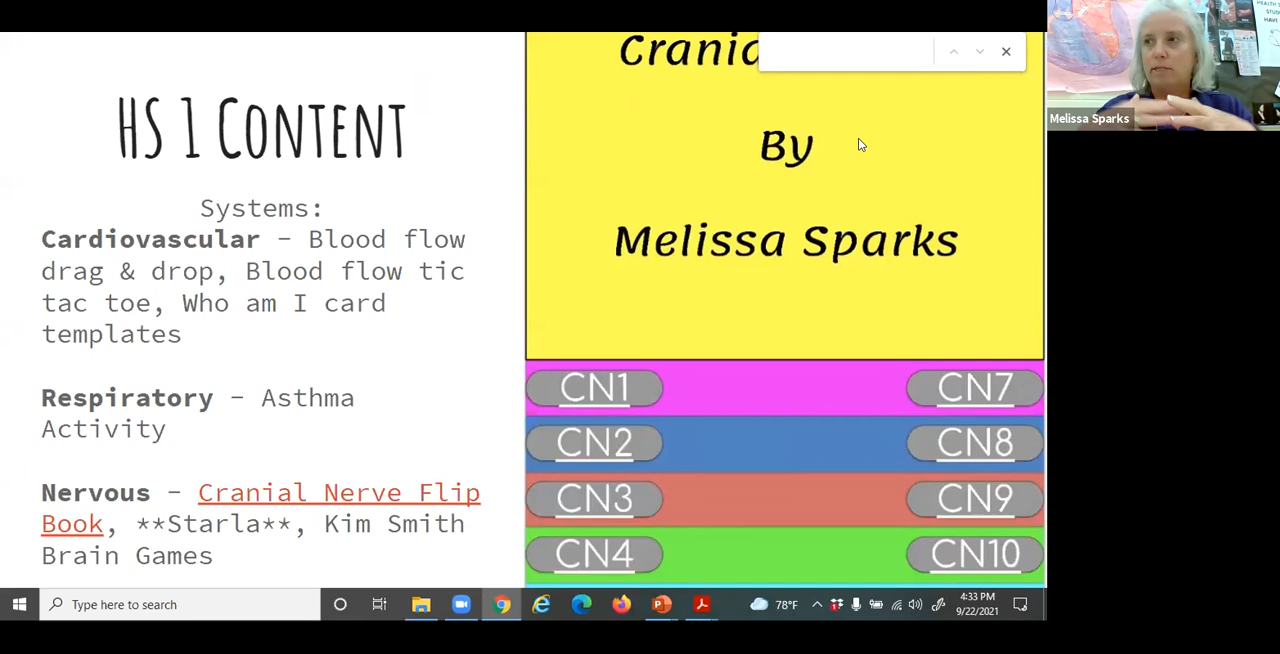 HS 1 Content
Systems:
Cardiovascular - Blood flow
drag & drop, Blood flow tic
tac toe, Who am I card
templates
Respiratory - Asthma
Activity
Nervous - Cranial Nerve Flip
Book, **Starla**, Kim Smith
Brain Games
By
Melissa Sparks
CN1
CN7
CN2
CN8
CN3
CN9
CN4
CN10
Melissa Sparks
Type here to search
78°F
4:33 PM
9/22/2021